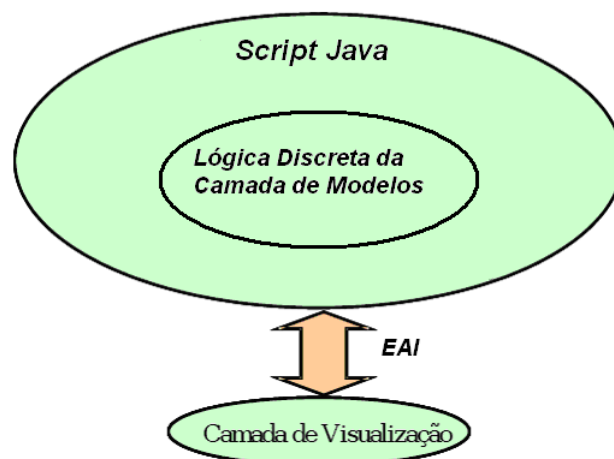 Script Java
Lógica Discreta da
Camada de Modelos
EAI
Camada de Visualização